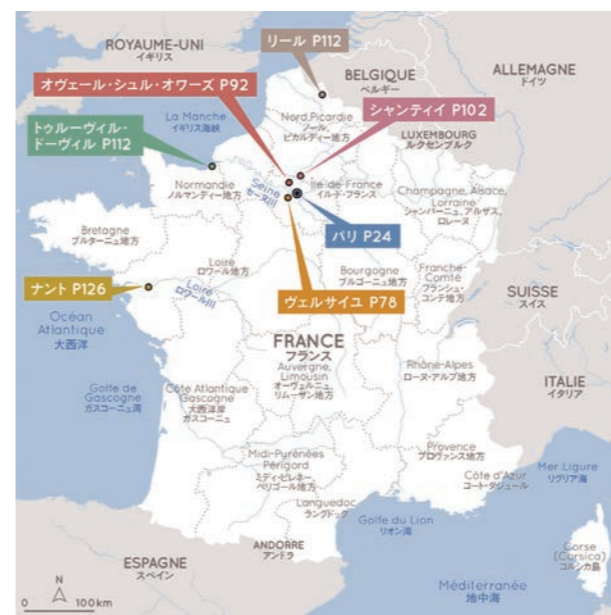 ROYAUME-UNI
イギリス
リール P112
オヴェール・シュル・オワーズ P92
BELGIQUE
ベルギー
ALLEMAGNE
ドイツ
シャンティイ P102
La Manche
イギリス海峡
Nord, Picardie
ノール、
ピカルディー地方
トゥルーヴィル・
ドーヴィル P112
LUXEMBOURG
ルクセンブルク
Normandie
ノルマンディー地方
Seine
セーヌ川
Île de France
イル・ド・フランス
Champagne, Alsace,
Lorraine
シャンパーニュ、アルザス、
ロレーヌ
Bretagne
ブルターニュ地方
パリ P24
Loire
ロワール地方
Bourgogne
ブルゴーニュ地方
Franche-
Comté
フランシュ・
コンテ地方
ナント P126
Loire
ロワール川
ヴェルサイユ P78
SUISSE
スイス
Océan
Atlantique
大西洋
FRANCE
フランス
Auvergne,
Limousin
オーヴェルニュ、
リムーザン地方
Rhône-Alpes
ローヌ・アルプ地方
ITALIE
イタリア
Golfe de
Gascogne
ガスコーニュ湾
Côte Atlantique
Gascogne
大西洋岸
ガスコーニュ
Midi-Pyrénées
Périgord
ミディ・ピレネー、
ペリゴール地方
Provence
プロヴァンス地方
Côte d'Azur
コート・ダジュール
Mer Ligure
リグリア海
Languedoc
ラングドック
Golfe du Lion
リオン湾
ANDORRE
アンドラ
ESPAGNE
スペイン
Corse
(Corsica)
コルシカ島
Méditerranée
地中海
N
0 100km